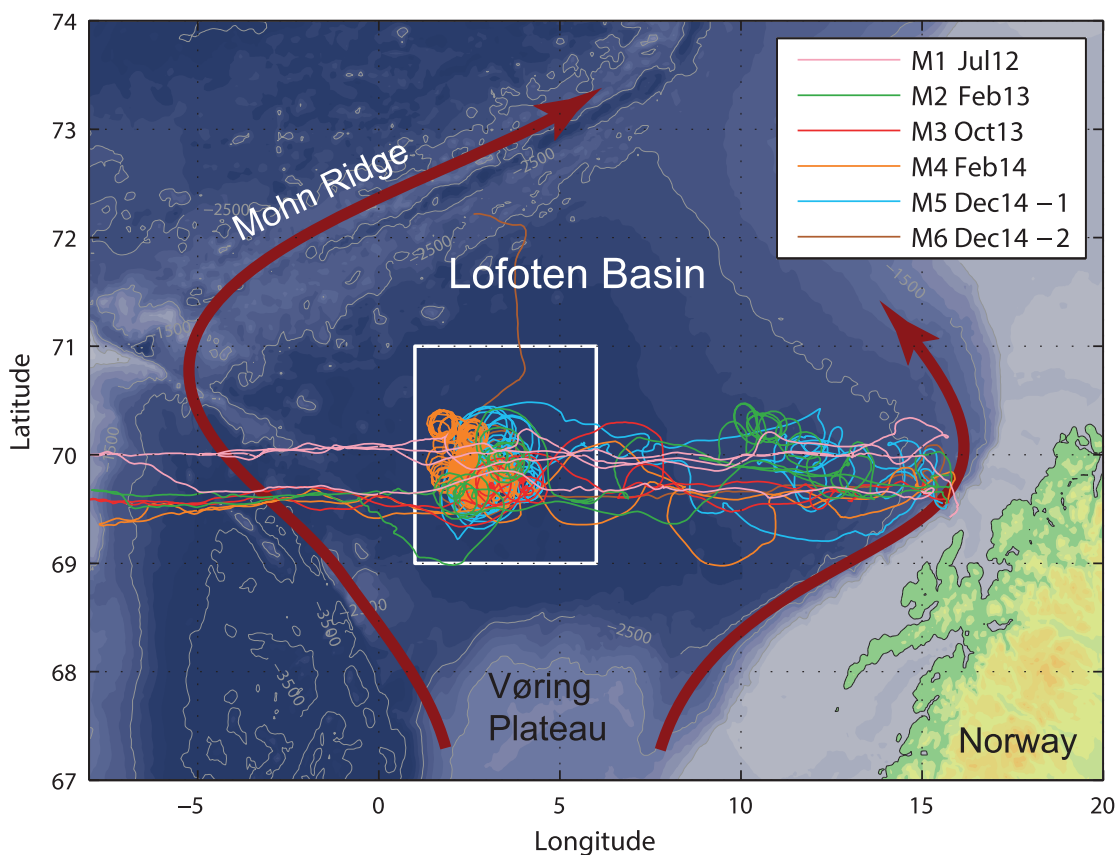 74
73
72
71
70
69
68
67
Latitude
−5
0
5
10
15
20
Longitude
M1 Jul12
M2 Feb13
M3 Oct13
M4 Feb14
M5 Dec14 −1
M6 Dec14 −2
Mohn Ridge
Lofoten Basin
Vøring
Plateau
Norway
−2500
−2500
−2500
−1500
−2500
−3500
−3500